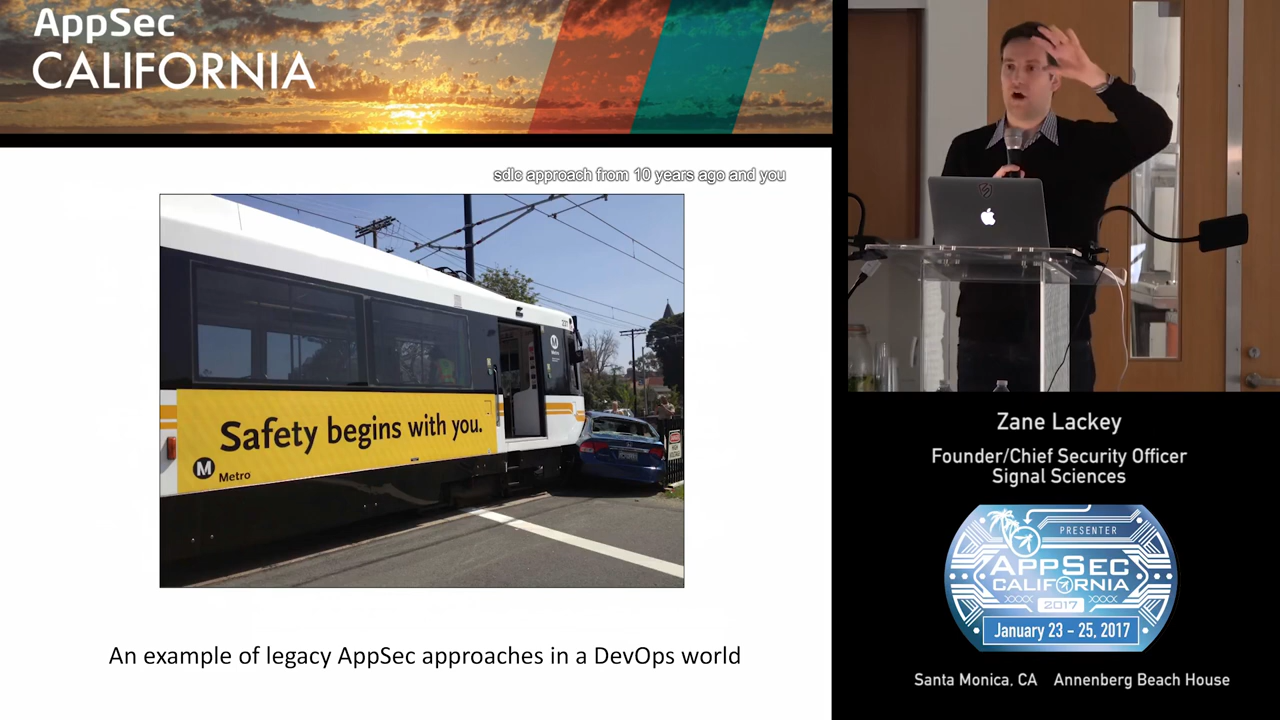 AppSec
CALIFORNIA
sdlc approach from 10 years ago and you
Metro
Safety begins with you.
M
Metro
An example of legacy AppSec approaches in a DevOps world
Zane Lackey
Founder/Chief Security Officer
Signal Sciences
PRESENTER
APPSEC
CALIFORNIA
2017
January 23 - 25, 2017
Santa Monica, CA Annenberg Beach House